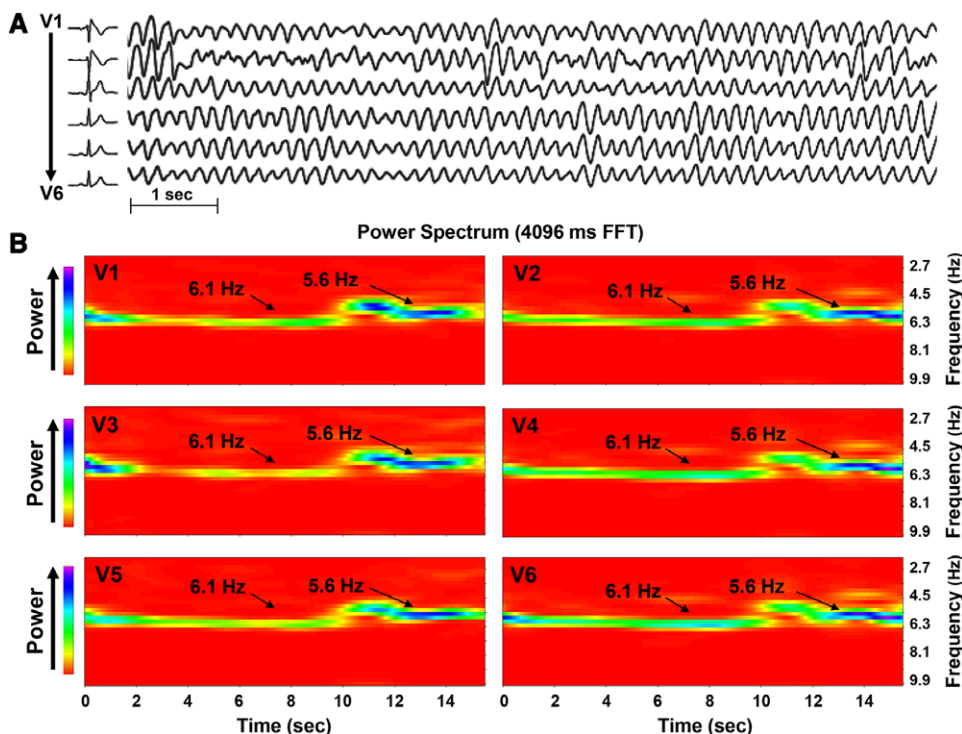 A
V1
V6
1 sec
B
Power Spectrum (4096 ms FFT)
Power
V1
6.1 Hz
5.6 Hz
V2
6.1 Hz
5.6 Hz
2.7
4.5
6.3
8.1
9.9
Frequency (Hz)
Power
V3
6.1 Hz
5.6 Hz
V4
6.1 Hz
5.6 Hz
2.7
4.5
6.3
8.1
9.9
Frequency (Hz)
Power
V5
6.1 Hz
5.6 Hz
V6
6.1 Hz
5.6 Hz
2.7
4.5
6.3
8.1
9.9
Frequency (Hz)
0 2 4 6 8 10 12 14
0 2 4 6 8 10 12 14
Time (sec)
Time (sec)